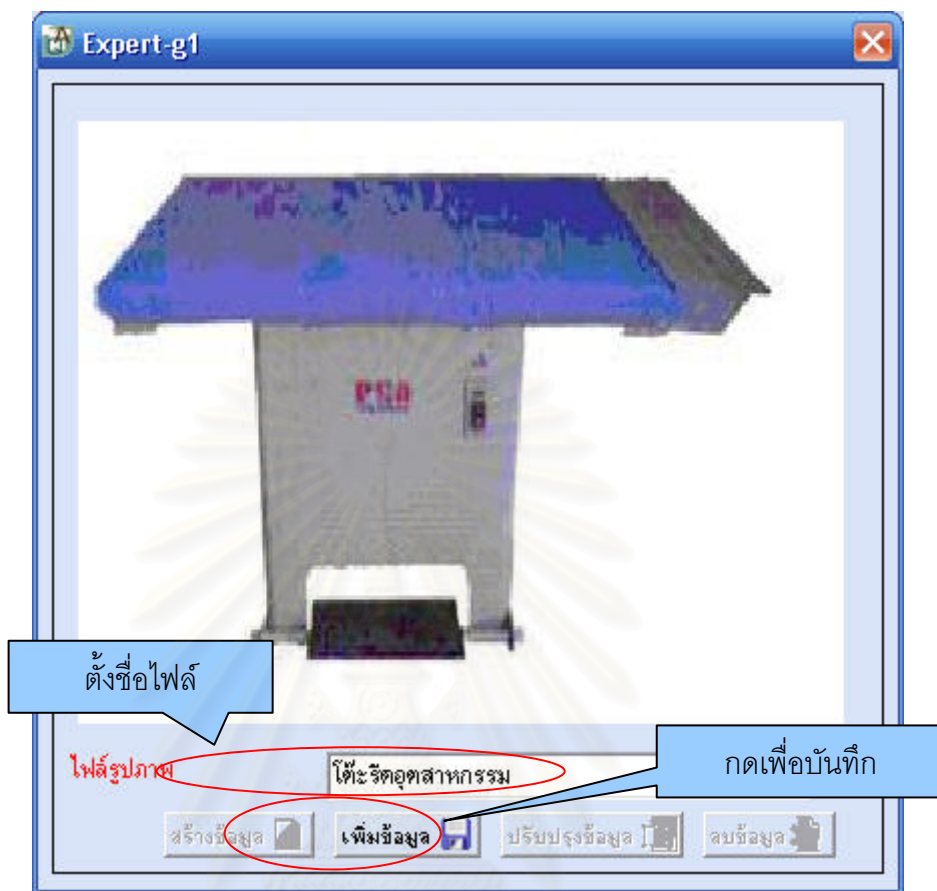 Expert-g1
ตั้งชื่อไฟล์
ไฟล์รูปภาพ
โต๊ะรีดอุตสาหกรรม
กดเพื่อบันทึก
สร้างข้อมูล
เพิ่มข้อมูล
ปรับปรุงข้อมูล
ลบข้อมูล